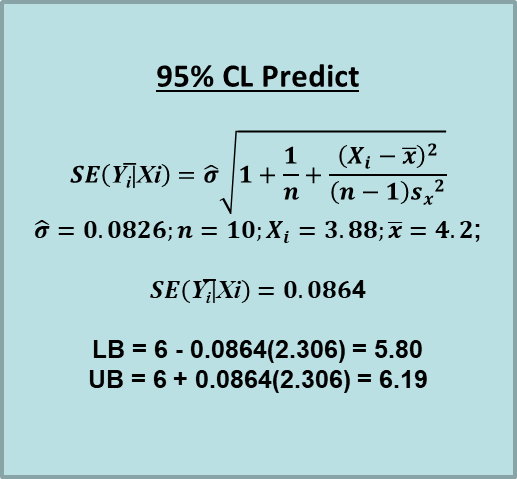 95% CL Predict
SE(Y̅ᵢ|Xi) = σ̂ √(1 + 1/n + (Xᵢ − x̅)²/((n − 1)sₓ²))
σ̂ = 0.0826; n = 10; Xᵢ = 3.88; x̅ = 4.2;
SE(Y̅ᵢ|Xi) = 0.0864
LB = 6 - 0.0864(2.306) = 5.80
UB = 6 + 0.0864(2.306) = 6.19